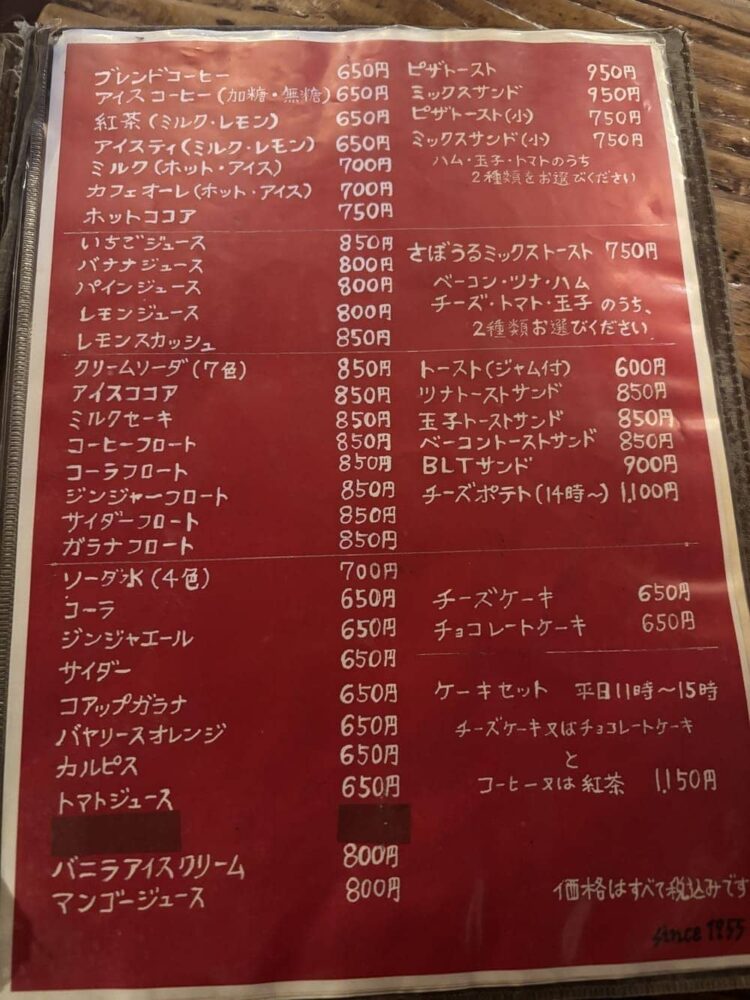 ブレンドコーヒー 650円
アイスコーヒー(加糖・無糖) 650円
紅茶(ミルク・レモン) 650円
アイスティ(ミルク・レモン) 650円
ミルク(ホット・アイス) 700円
カフェオーレ(ホット・アイス) 700円
ホットココア 750円
いちごジュース 850円
バナナジュース 800円
パインジュース 800円
レモンジュース 800円
レモンスカッシュ 850円
クリームソーダ(7色) 850円
アイスココア 850円
ミルクセーキ 850円
コーヒーフロート 850円
コーラフロート 850円
ジンジャーフロート 850円
サイダーフロート 850円
ガラナフロート 850円
ソーダ水(4色) 700円
コーラ 650円
ジンジャエール 650円
サイダー 650円
コアップガラナ 650円
バヤリースオレンジ 650円
カルピス 650円
トマトジュース 650円
バニラアイスクリーム 800円
マンゴージュース 800円
ピザトースト 950円
ミックスサンド 950円
ピザトースト(小) 750円
ミックスサンド(小) 750円
ハム・玉子・トマトのうち
2種類をお選びください
さぼうるミックストースト 750円
ベーコン・ツナ・ハム
チーズ・トマト・玉子 のうち、
2種類お選びください
トースト(ジャム付) 600円
ツナトーストサンド 850円
玉子トーストサンド 850円
ベーコントーストサンド 850円
BLTサンド 900円
チーズポテト(14時〜) 1,100円
チーズケーキ 650円
チョコレートケーキ 650円
ケーキセット 平日11時〜15時
チーズケーキ又はチョコレートケーキ
と
コーヒー又は紅茶 1,150円
価格はすべて税込みです
since 1955